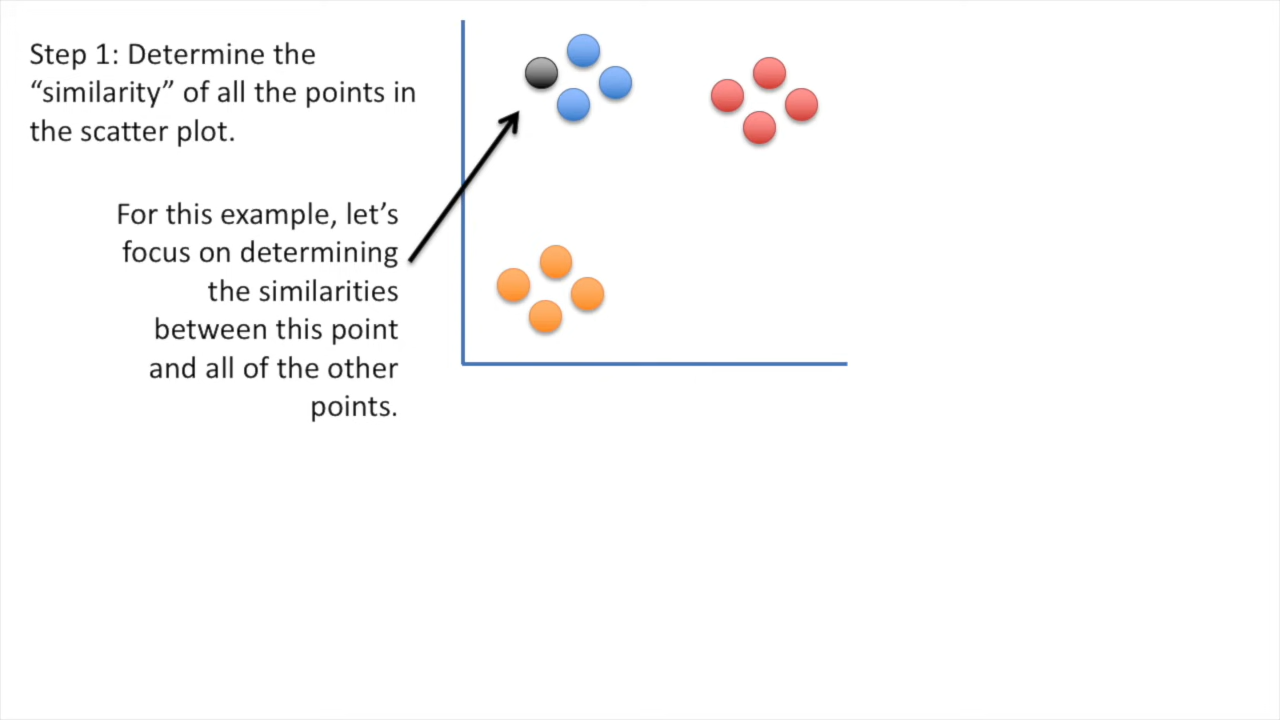 Step 1: Determine the
“similarity” of all the points in
the scatter plot.
For this example, let’s
focus on determining
the similarities
between this point
and all of the other
points.